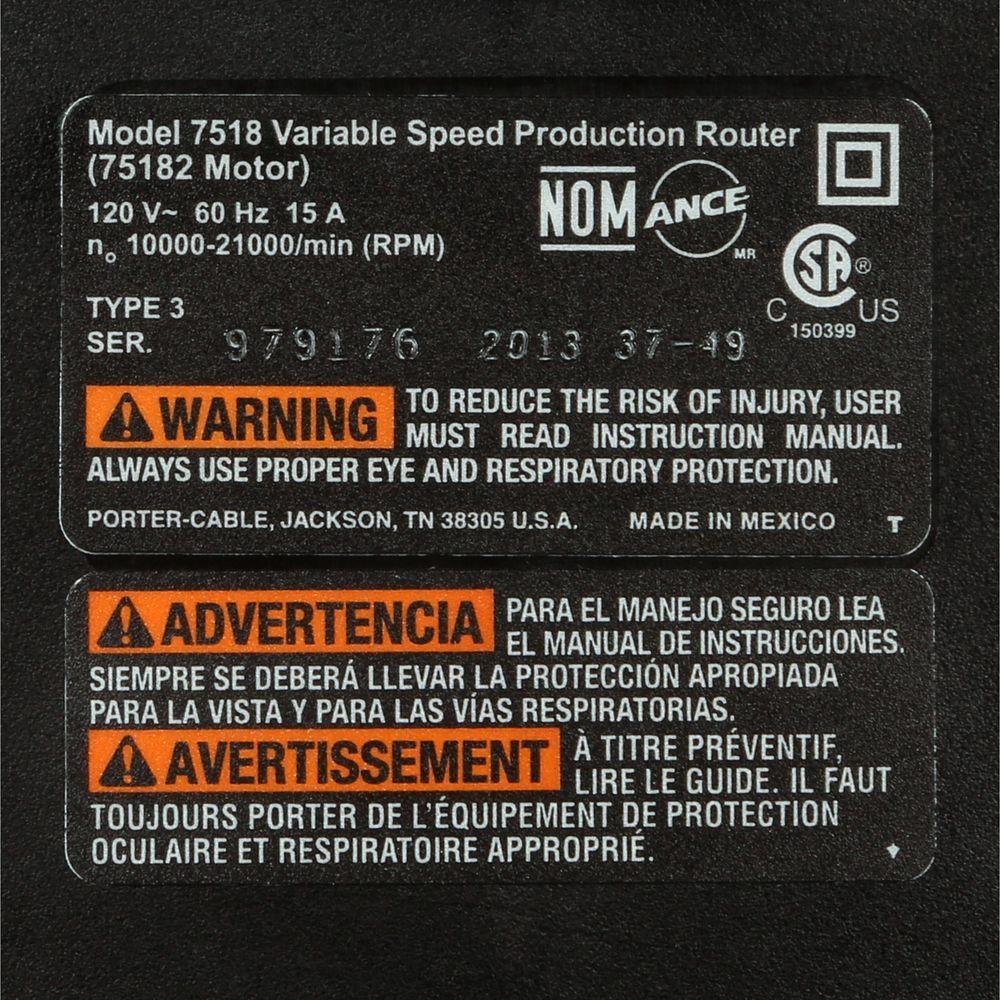 Model 7518 Variable Speed Production Router
(75182 Motor)
NOM ANCE
MR
120 V~ 60 Hz 15 A
nₒ 10000-21000/min (RPM)
SA ®
C US
150399
TYPE 3
SER. 979176 2013 37-49
WARNING TO REDUCE THE RISK OF INJURY, USER
MUST READ INSTRUCTION MANUAL.
ALWAYS USE PROPER EYE AND RESPIRATORY PROTECTION.
PORTER-CABLE, JACKSON, TN 38305 U.S.A. MADE IN MEXICO T
ADVERTENCIA PARA EL MANEJO SEGURO LEA
EL MANUAL DE INSTRUCCIONES.
SIEMPRE SE DEBERÁ LLEVAR LA PROTECCIÓN APROPIADA
PARA LA VISTA Y PARA LAS VÍAS RESPIRATORIAS.
AVERTISSEMENT À TITRE PRÉVENTIF,
LIRE LE GUIDE. IL FAUT
TOUJOURS PORTER DE L'ÉQUIPEMENT DE PROTECTION
OCULAIRE ET RESPIRATOIRE APPROPRIÉ.